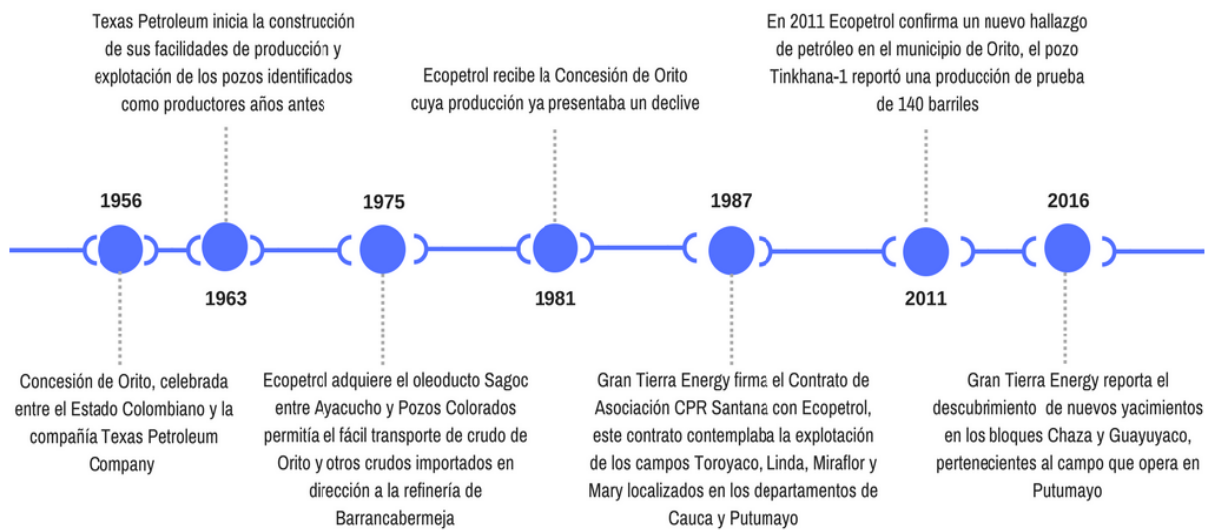 Texas Petroleum inicia la construcción
de sus facilidades de producción y
explotación de los pozos identificados
como productores años antes
Ecopetrol recibe la Concesión de Orito
cuya producción ya presentaba un declive
En 2011 Ecopetrol confirma un nuevo hallazgo
de petróleo en el municipio de Orito, el pozo
Tinkhana-1 reportó una producción de prueba
de 140 barriles
1956
1975
1987
2016
1963
1981
2011
Concesión de Orito, celebrada
entre el Estado Colombiano y la
compañía Texas Petroleum
Company
Ecopetrol adquiere el oleoducto Sagoc
entre Ayacucho y Pozos Colorados
permitía el fácil transporte de crudo de
Orito y otros crudos importados en
dirección a la refinería de
Barrancabermeja
Gran Tierra Energy firma el Contrato de
Asociación CPR Santana con Ecopetrol,
este contrato contemplaba la explotación
de los campos Toroyaco, Linda, Miraflor y
Mary localizados en los departamentos de
Cauca y Putumayo
Gran Tierra Energy reporta el
descubrimiento de nuevos yacimientos
en los bloques Chaza y Guayuyaco,
pertenecientes al campo que opera en
Putumayo